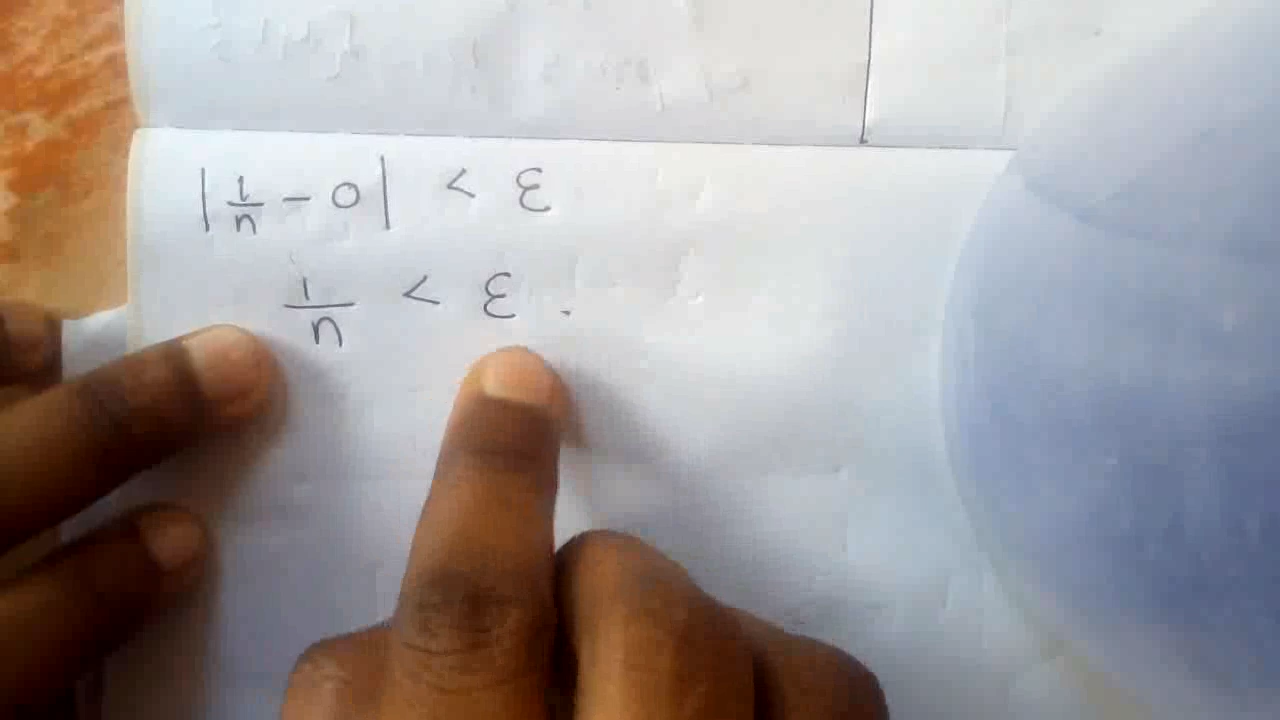 |1/n - 0| < ε
1/n < ε.